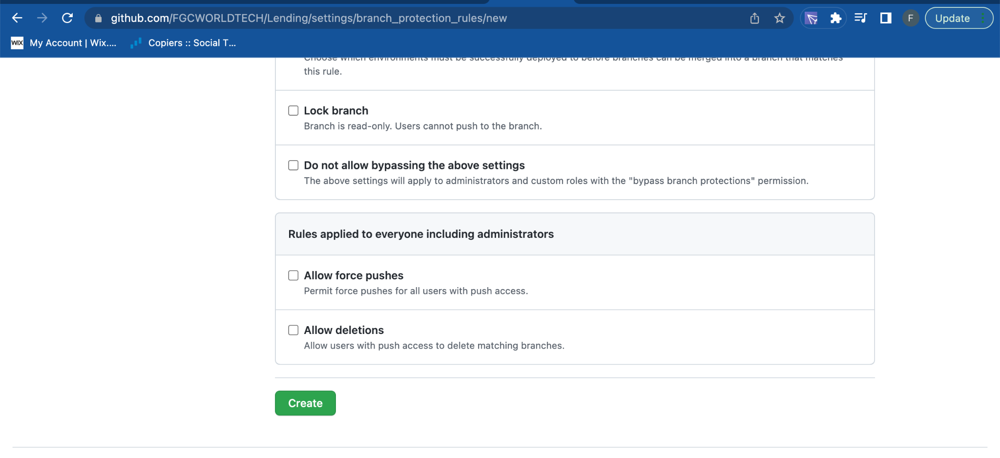 github.com/FGCWORLDTECH/Lending/settings/branch_protection_rules/new
F
Update
WIX
My Account | Wix....
Copiers :: Social T...
Choose which environments must be successfully deployed to before branches can be merged into a branch that matches
this rule.
Lock branch
Branch is read-only. Users cannot push to the branch.
Do not allow bypassing the above settings
The above settings will apply to administrators and custom roles with the "bypass branch protections" permission.
Rules applied to everyone including administrators
Allow force pushes
Permit force pushes for all users with push access.
Allow deletions
Allow users with push access to delete matching branches.
Create